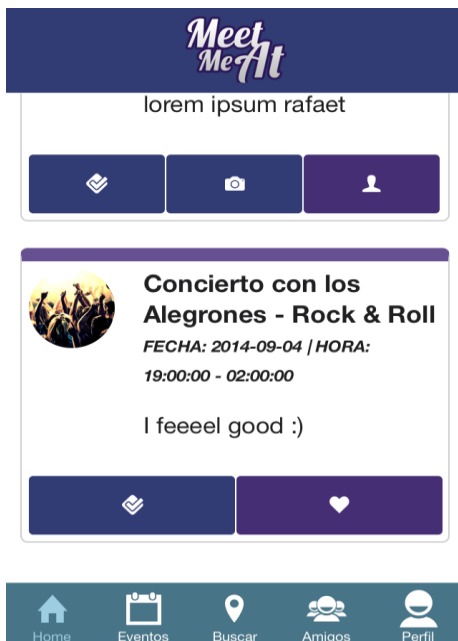 Meet
Me At
lorem ipsum rafaet
Concierto con los
Alegrones - Rock & Roll
FECHA: 2014-09-04 | HORA:
19:00:00 - 02:00:00
I feeeel good :)
Home Eventos Buscar Amigos Perfil